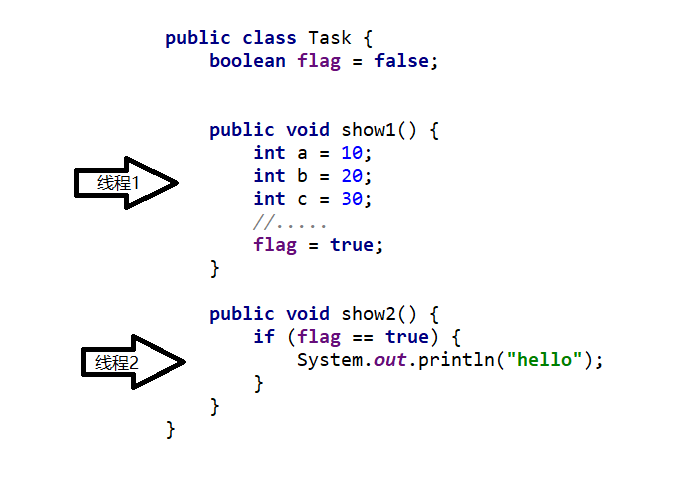 public class Task {
boolean flag = false;
public void show1() {
线程1
int a = 10;
int b = 20;
int c = 30;
//.....
flag = true;
}
public void show2() {
if (flag == true) {
线程2
System.out.println("hello");
}
}
}